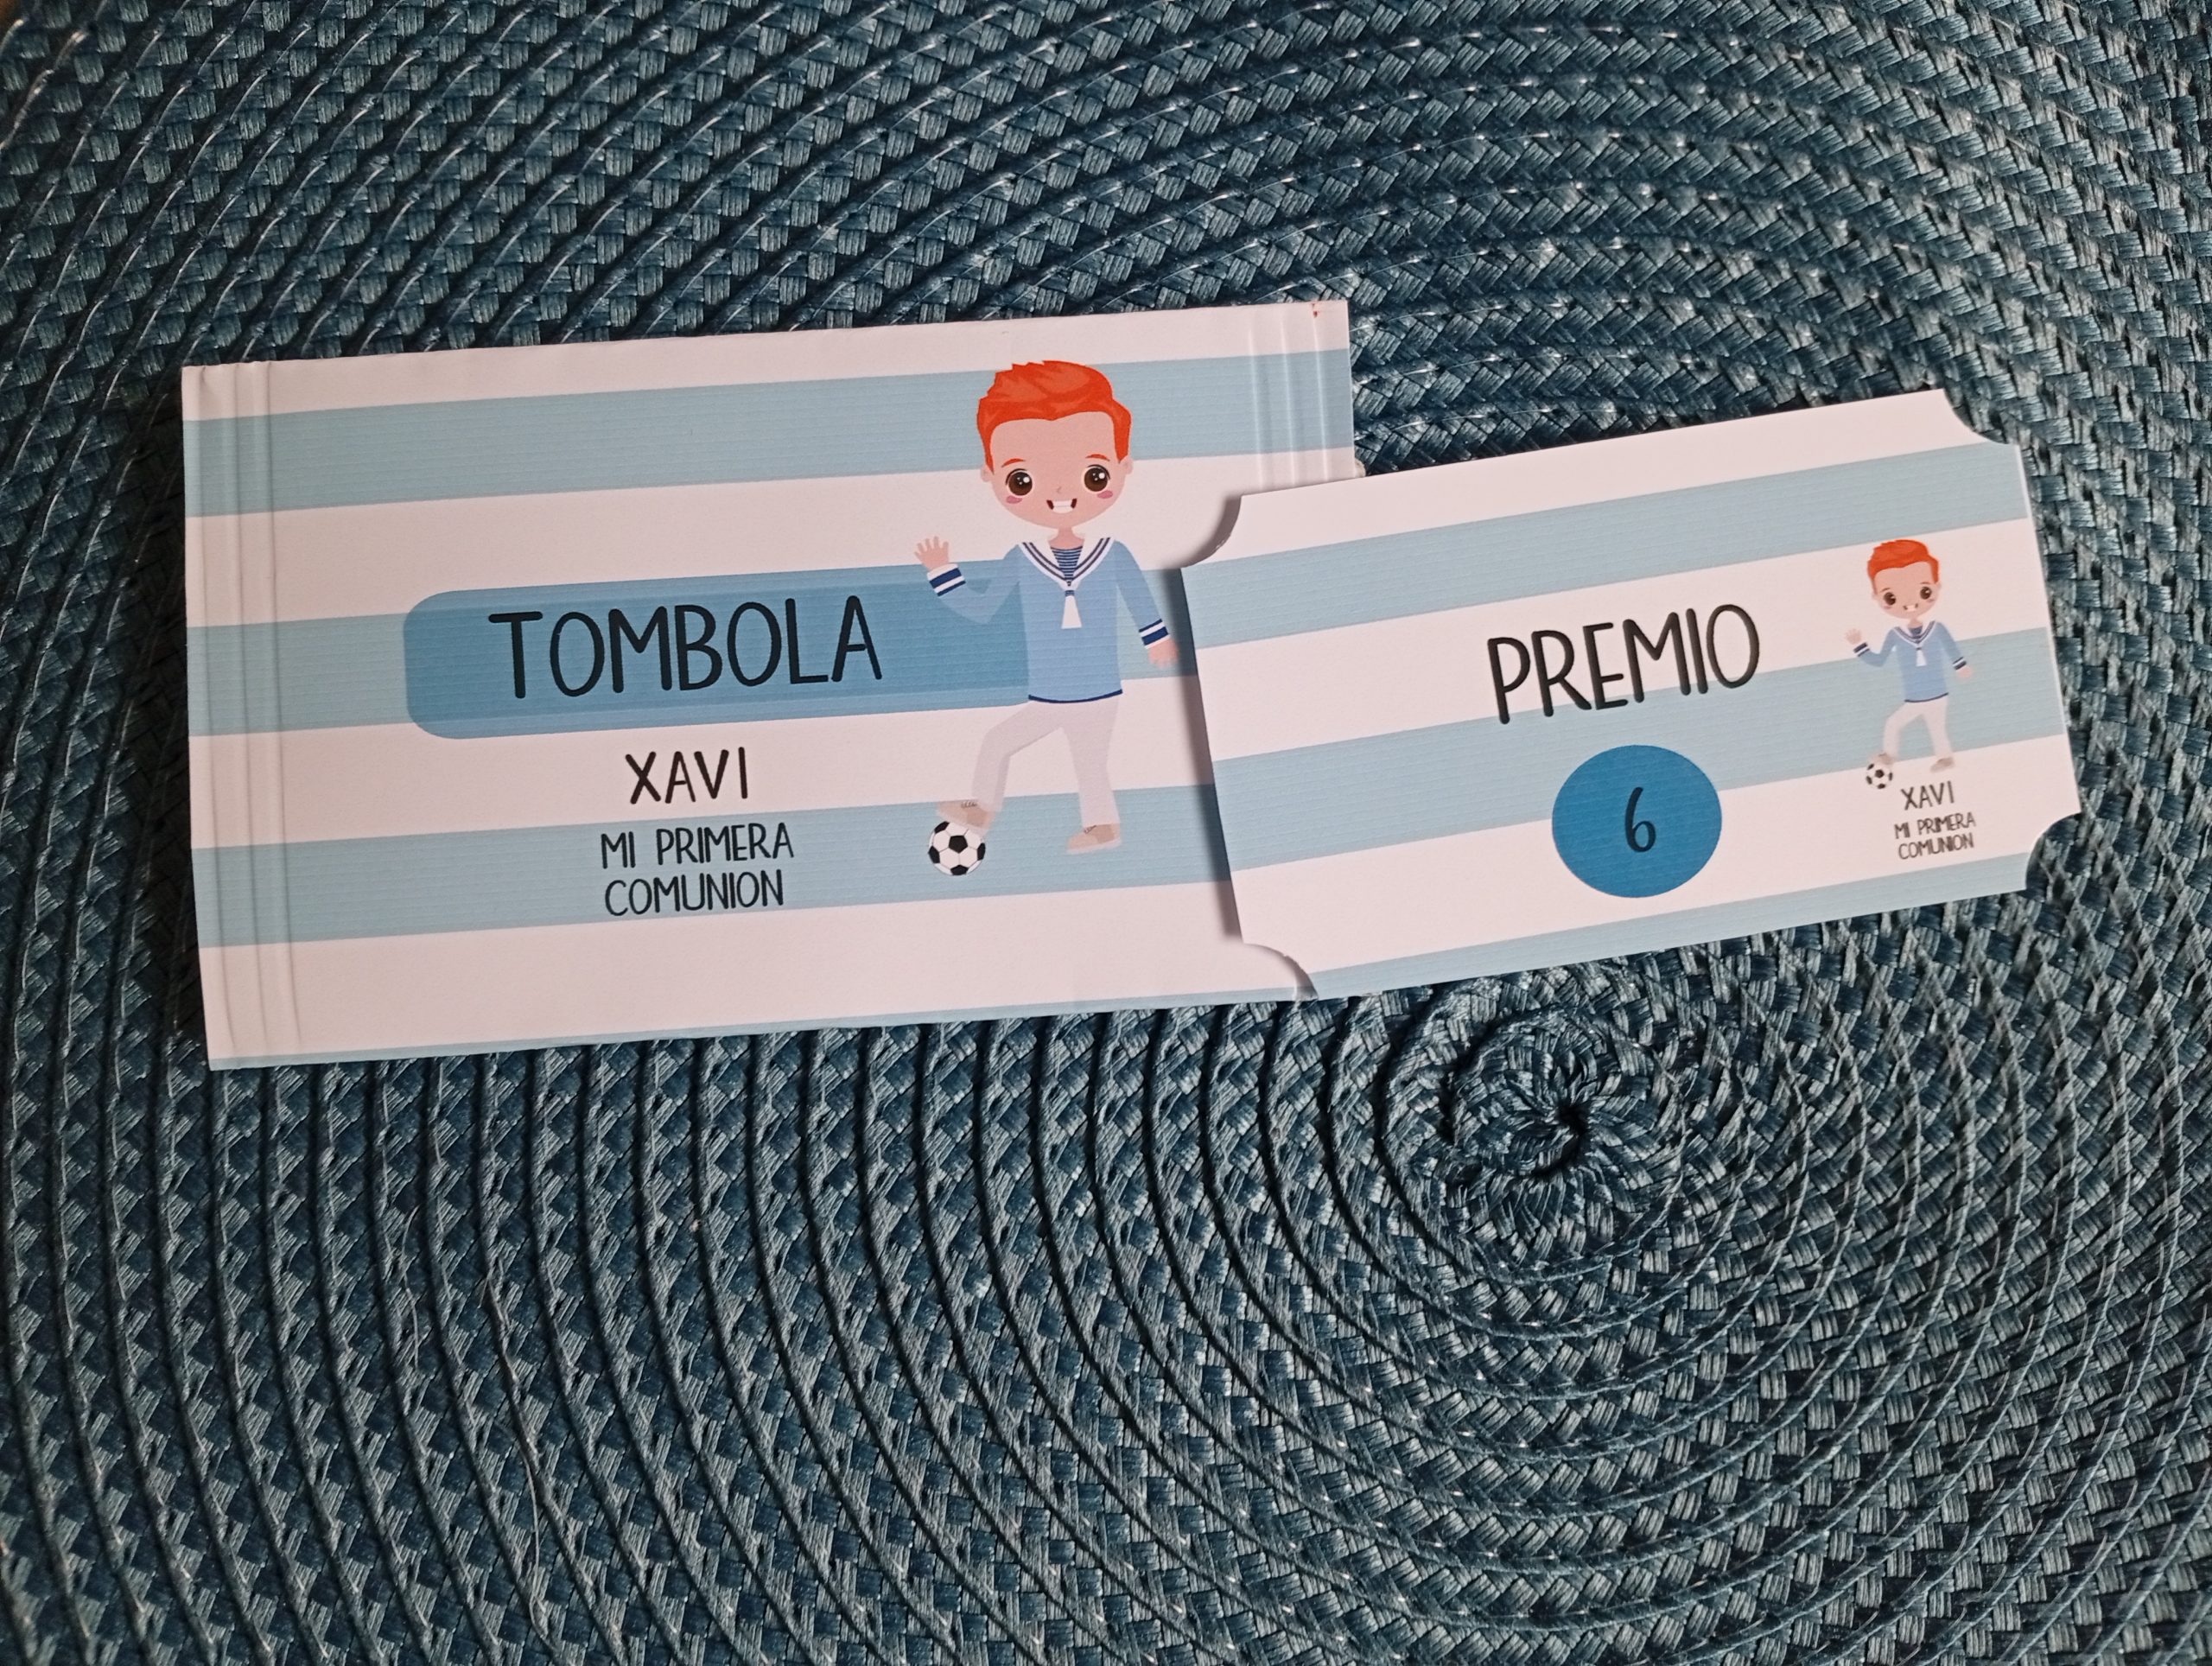 TOMBOLA
XAVI
MI PRIMERA
COMUNION
PREMIO
6
XAVI
MI PRIMERA
COMUNION